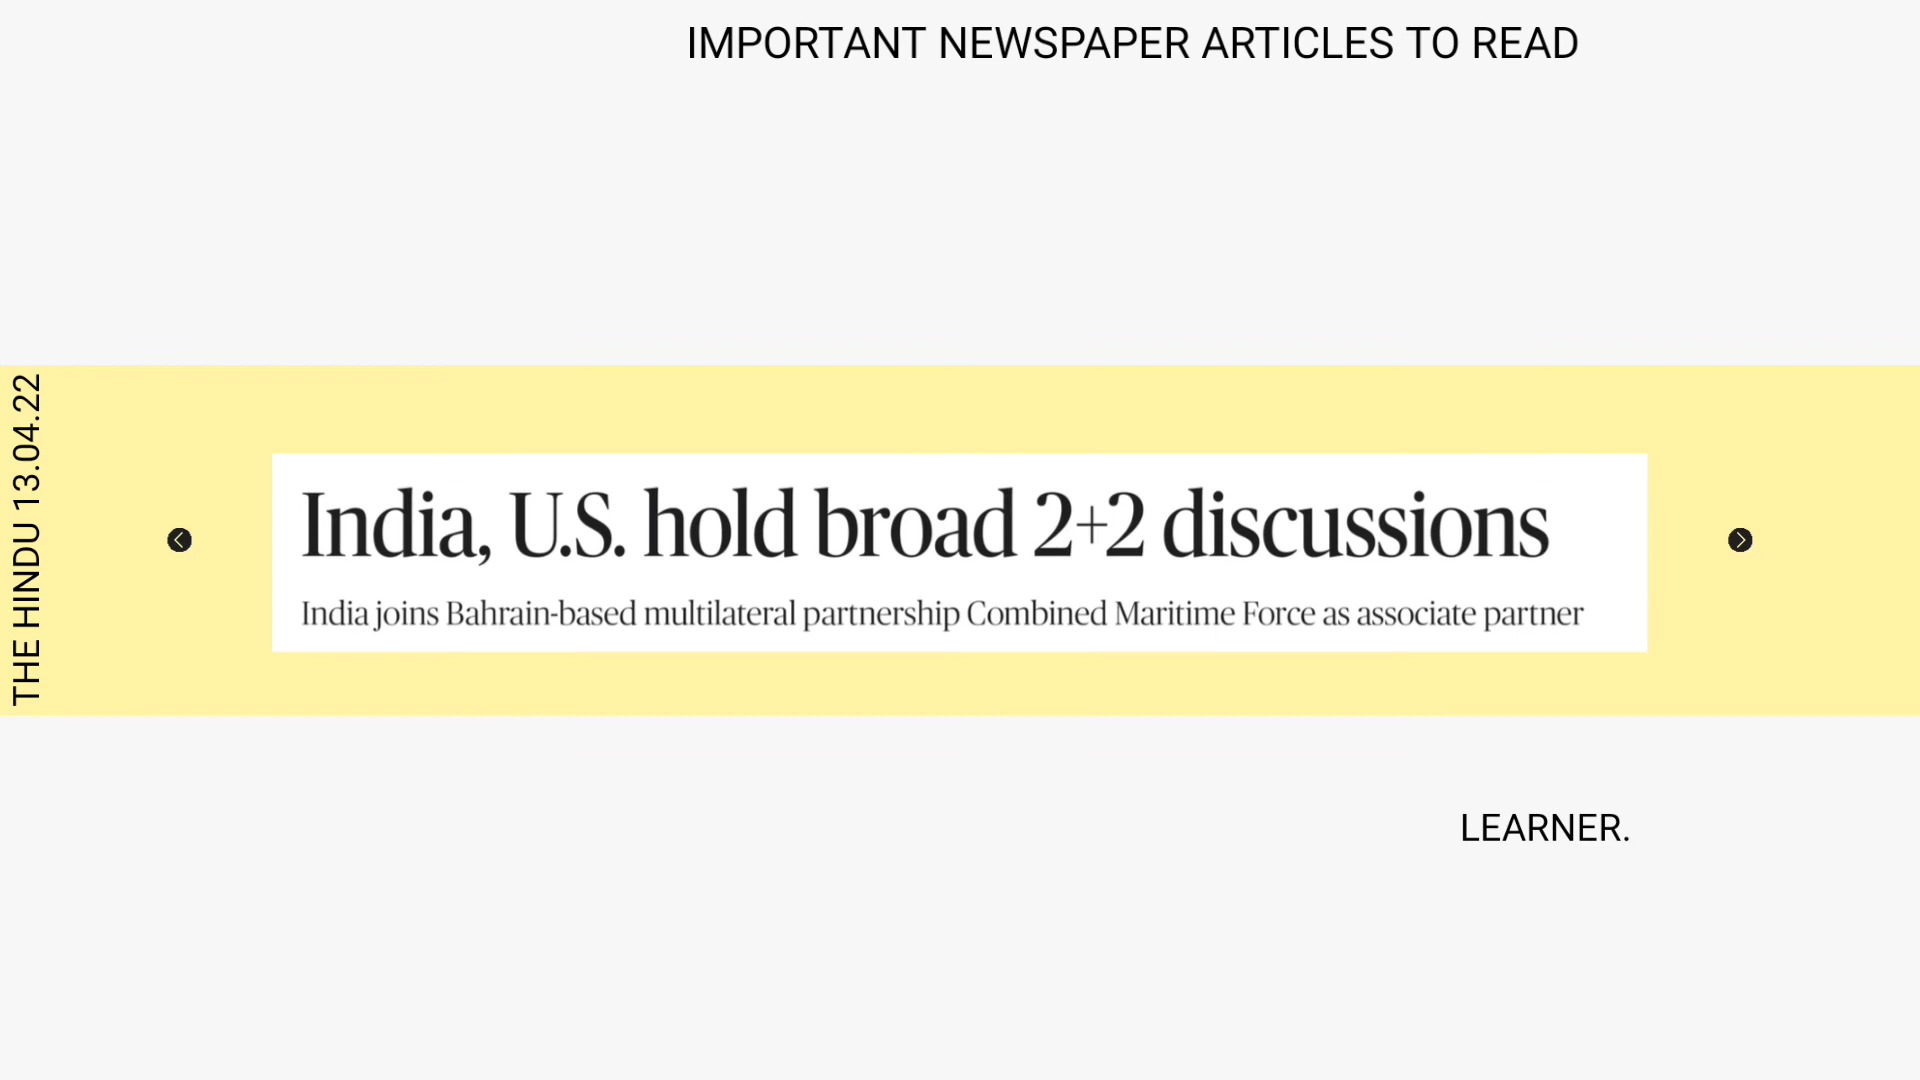 IMPORTANT NEWSPAPER ARTICLES TO READ
THE HINDU 13.04.22
India, U.S. hold broad 2+2 discussions
India joins Bahrain-based multilateral partnership Combined Maritime Force as associate partner
LEARNER.